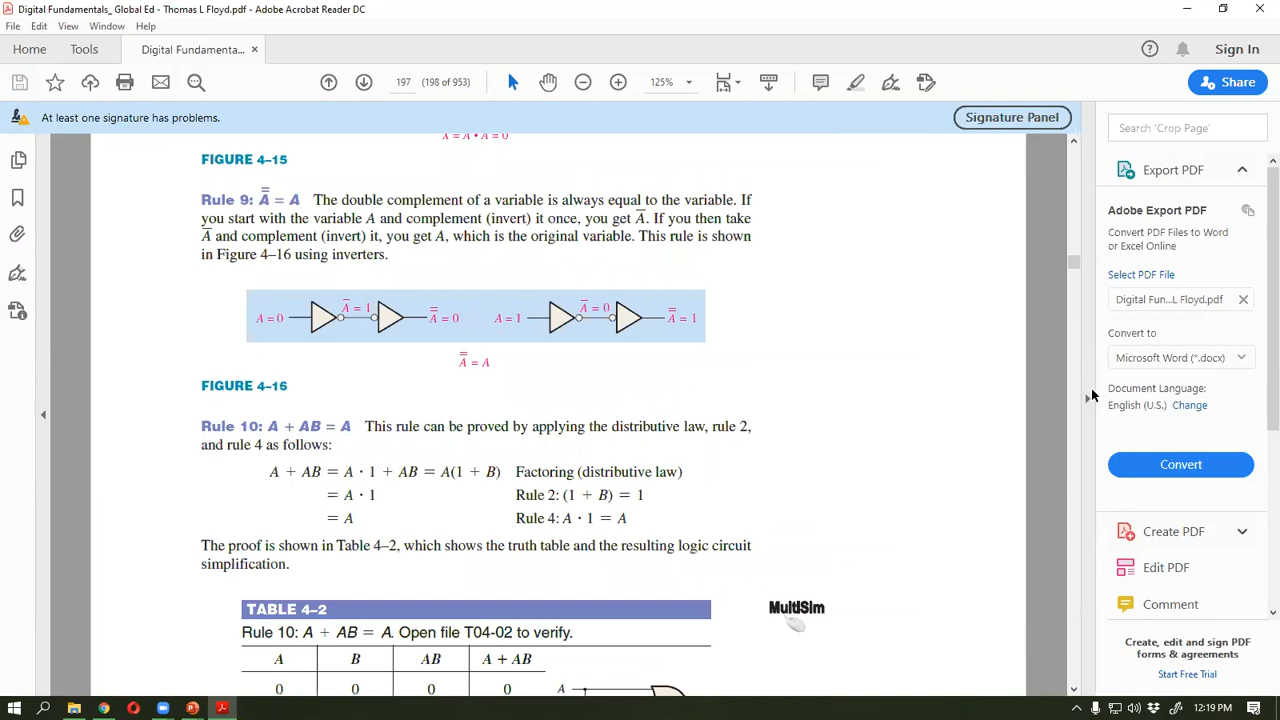 Digital Fundamentals_ Global Ed - Thomas L Floyd.pdf - Adobe Acrobat Reader DC
File Edit View Window Help
Home Tools Digital Fundamenta... × Sign In
197 (198 of 953) 125% Share
At least one signature has problems. Signature Panel
A̅ = A • A = 0
FIGURE 4–15
Rule 9: A̿ = A The double complement of a variable is always equal to the variable. If
you start with the variable A and complement (invert) it once, you get A̅. If you then take
A̅ and complement (invert) it, you get A, which is the original variable. This rule is shown
in Figure 4–16 using inverters.
A = 0 A̅ = 1 A̿ = 0 A = 1 A̅ = 0 A̿ = 1
A̿ = A
FIGURE 4–16
Rule 10: A + AB = A This rule can be proved by applying the distributive law, rule 2,
and rule 4 as follows:
A + AB = A · 1 + AB = A(1 + B) Factoring (distributive law)
= A · 1 Rule 2: (1 + B) = 1
= A Rule 4: A · 1 = A
The proof is shown in Table 4–2, which shows the truth table and the resulting logic circuit
simplification.
TABLE 4–2
MultiSim
Rule 10: A + AB = A. Open file T04-02 to verify.
A B AB A + AB
0 0 0 0 A
Search 'Crop Page'
Export PDF
Adobe Export PDF
Convert PDF Files to Word
or Excel Online
Select PDF File
Digital Fun...L Floyd.pdf
Convert to
Microsoft Word (*.docx)
Document Language:
English (U.S.) Change
Convert
Create PDF
Edit PDF
Comment
Create, edit and sign PDF
forms & agreements
Start Free Trial
12:19 PM